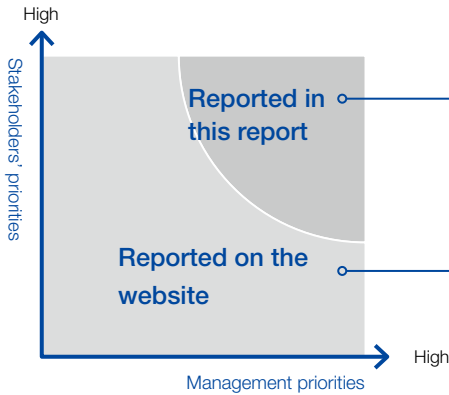 High
Stakeholders' priorities
Reported in
this report
Reported on the
website
High
Management priorities